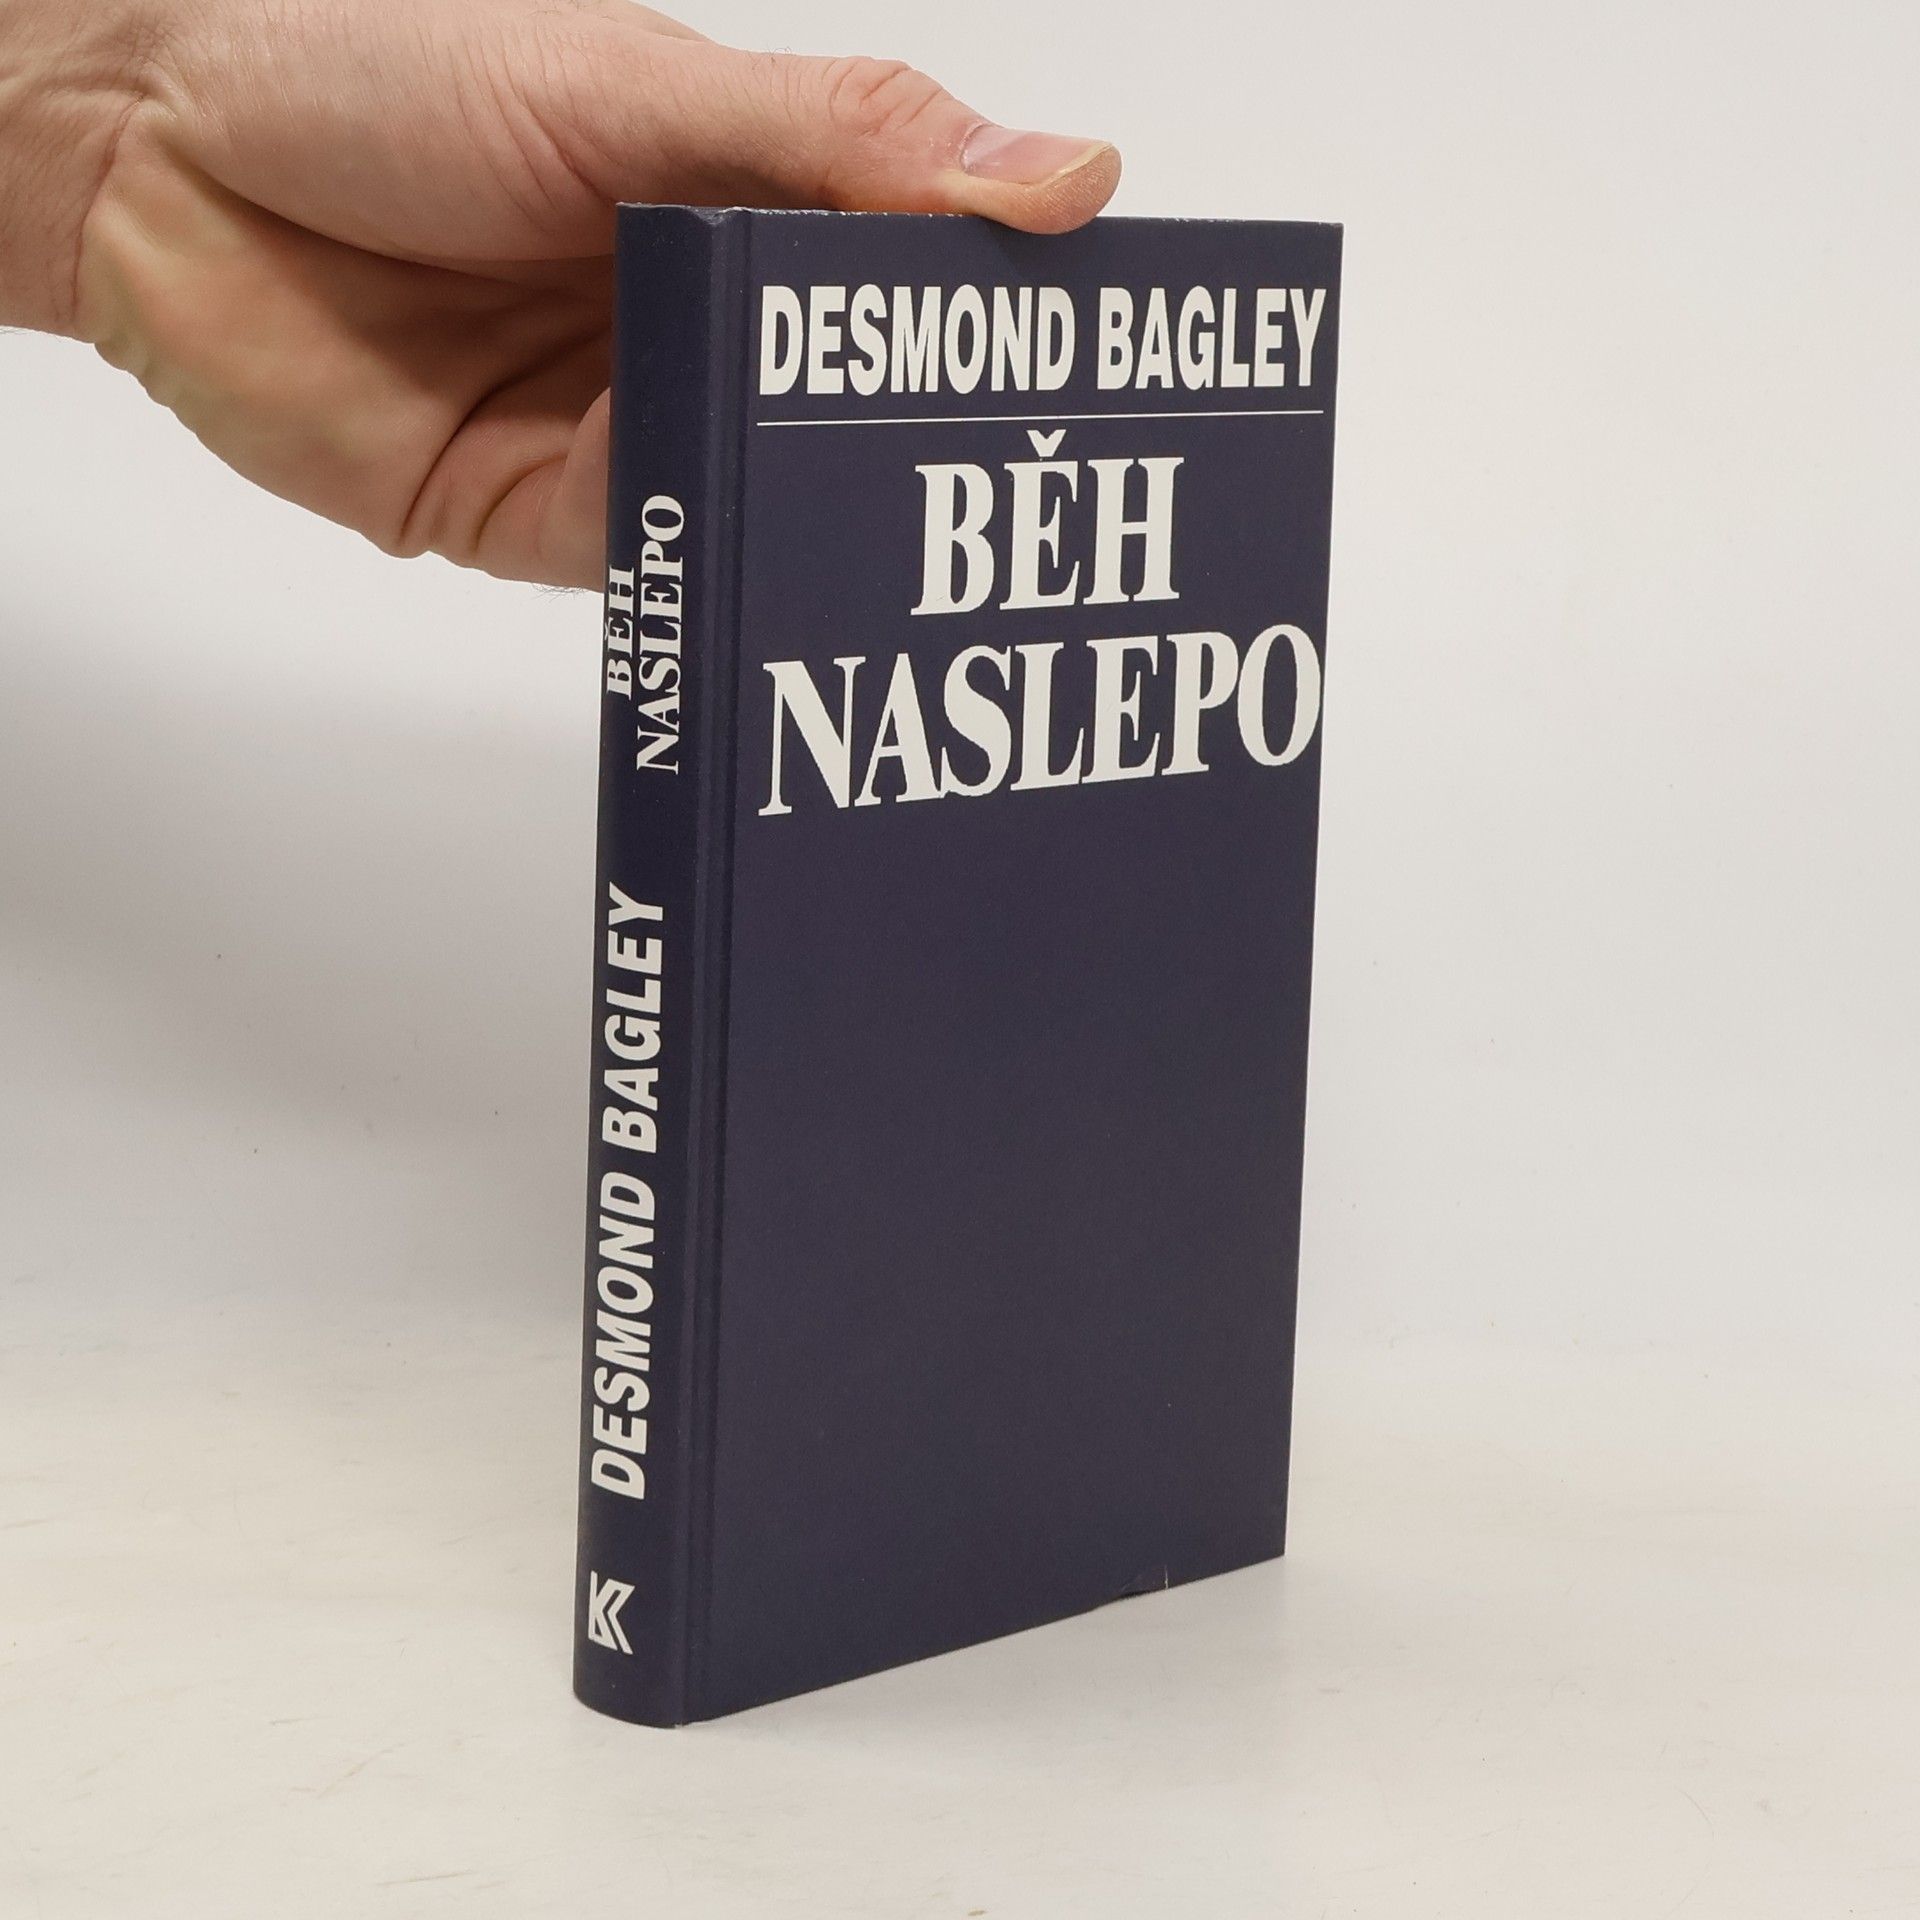 DESMOND BAGLEY
BĚH
NASLEPO
BĚH
NASLEPO
DESMOND BAGLEY
K